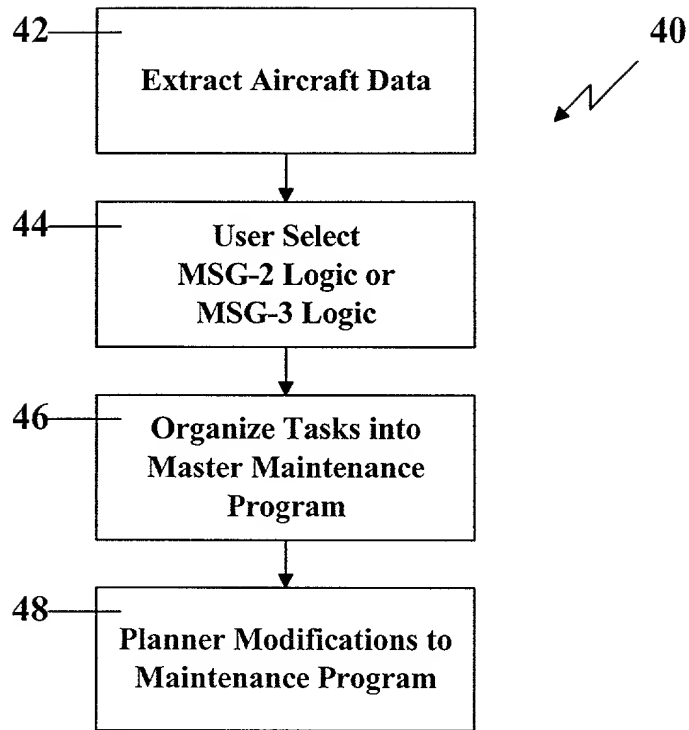 42
40
Extract Aircraft Data
44
User Select
MSG-2 Logic or
MSG-3 Logic
46
Organize Tasks into
Master Maintenance
Program
48
Planner Modifications to
Maintenance Program